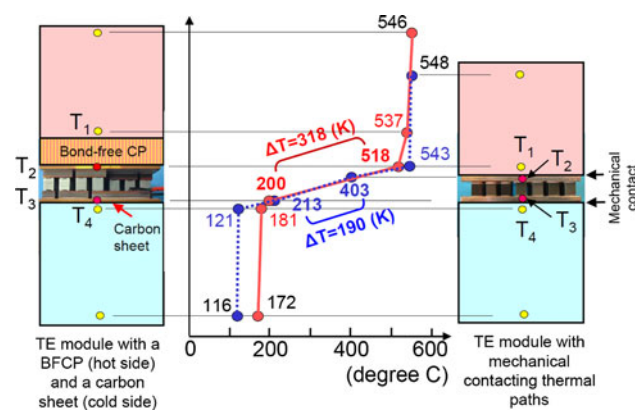 546
548
T1
537
ΔT=318 (K)
T1
Bond-free CP
518
543
T2
T2
Mechanical
contact
200
403
T3
213
T3
T4
121
181
ΔT=190 (K)
T4
Carbon
sheet
116
172
0
200
400
600
(degree C)
TE module with a
BFCP (hot side)
and a carbon
sheet (cold side)
TE module with
mechanical
contacting thermal
paths